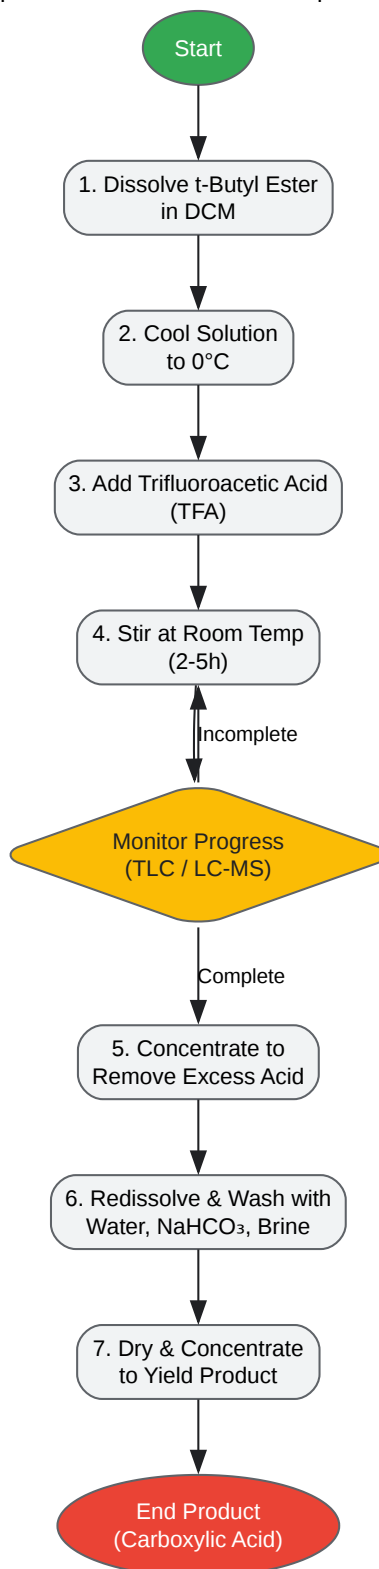 Start
1. Dissolve t-Butyl Ester
in DCM
2. Cool Solution
to 0°C
3. Add Trifluoroacetic Acid
(TFA)
4. Stir at Room Temp
(2-5h)
Incomplete
Monitor Progress
(TLC / LC-MS)
Complete
5. Concentrate to
Remove Excess Acid
6. Redissolve & Wash with
Water, NaHCO₃, Brine
7. Dry & Concentrate
to Yield Product
End Product
(Carboxylic Acid)